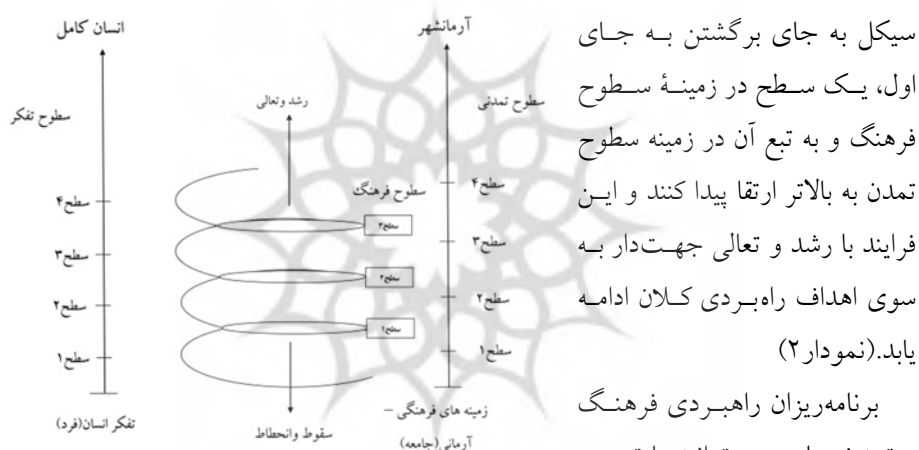 سیکل به جای برگشتن به جای
اول، یک سطح در زمینهٔ سطوح
فرهنگ و به تبع آن در زمینه سطوح
تمدن به بالاتر ارتقا پیدا کنند و این
فرایند با رشد و تعالی جهت‌دار به
سوی اهداف راه‌بردی کلان ادامه
یابد.(نمودار۲)
برنامه‌ریزان راهبردی فرهنگ
آرمانشهر
سطوح تمدنی
سطح۴
سطح۳
سطح۲
سطح۱
زمینه های فرهنگی –
آرمانی(جامعه)
رشد وتعالی
سطوح فرهنگ
سطح۳
سطح۲
سطح۱
سقوط وانحطاط
انسان کامل
سطوح تفکر
سطح۴
سطح۳
سطح۲
سطح۱
تفکر انسان(فرد)